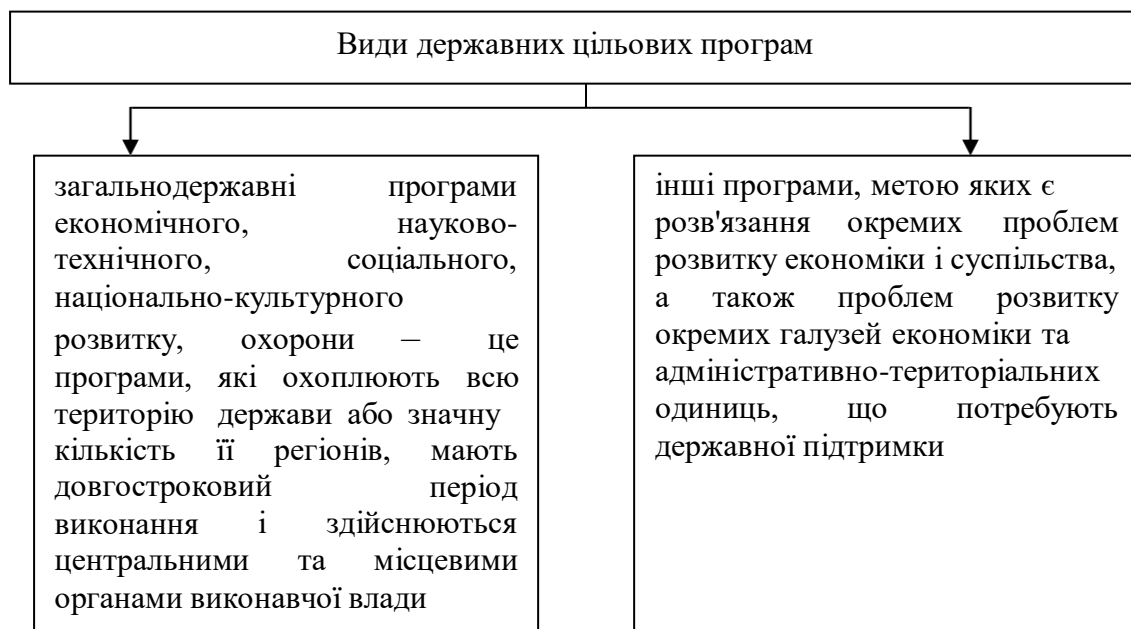 Види державних цільових програм
загальнодержавні програми
економічного, науково-
технічного, соціального,
національно-культурного
розвитку, охорони – це
програми, які охоплюють всю
територію держави або значну
кількість її регіонів, мають
довгостроковий період
виконання і здійснюються
центральними та місцевими
органами виконавчої влади
інші програми, метою яких є
розв'язання окремих проблем
розвитку економіки і суспільства,
а також проблем розвитку
окремих галузей економіки та
адміністративно-територіальних
одиниць, що потребують
державної підтримки